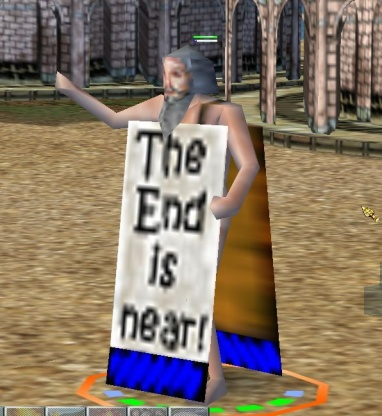 The
End
is
near!